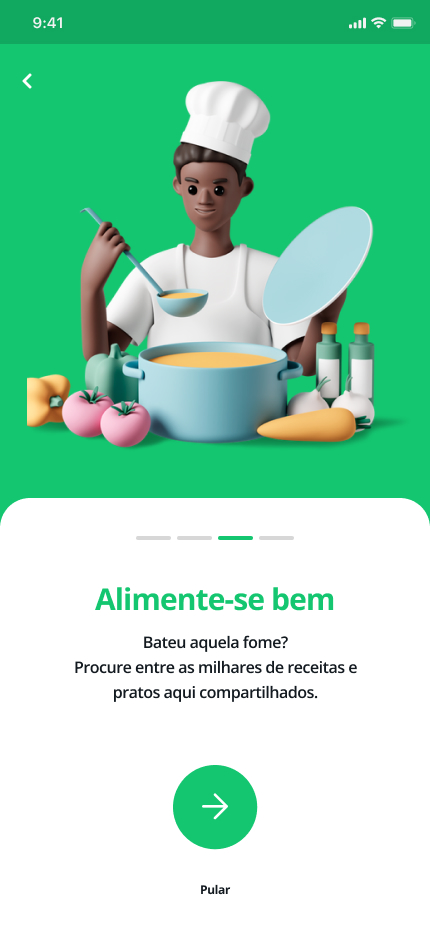 9:41
Alimente-se bem
Bateu aquela fome?
Procure entre as milhares de receitas e
pratos aqui compartilhados.
Pular